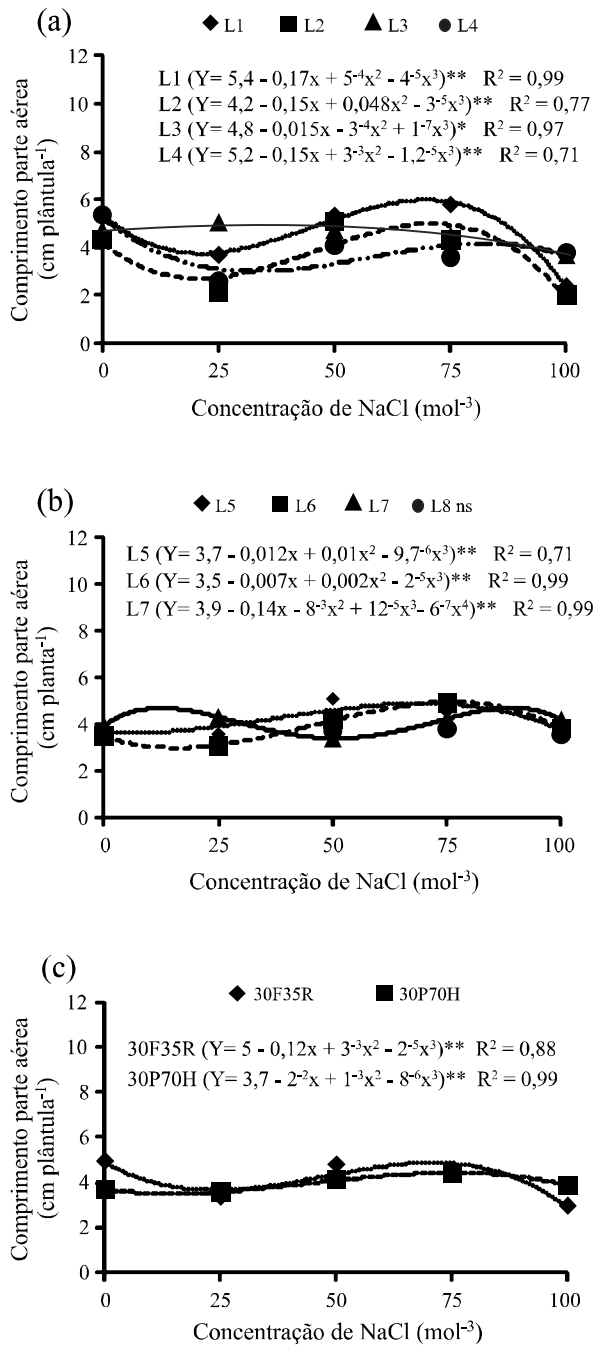 (a)
L1 L2 L3 L4
12
10
8
6
4
2
0
L1 (Y= 5,4 - 0,17x + 5⁻⁴x² - 4⁻⁵x³)** R² = 0,99
L2 (Y= 4,2 - 0,15x + 0,048x² - 3⁻⁵x³)** R² = 0,77
L3 (Y= 4,8 - 0,015x - 3⁻⁴x² + 1⁻⁷x³)* R² = 0,97
L4 (Y= 5,2 - 0,15x + 3⁻³x² - 1,2⁻⁵x³)** R² = 0,71
Comprimento parte aérea
(cm plântula⁻¹)
0 25 50 75 100
Concentração de NaCl (mol⁻³)
(b)
L5 L6 L7 L8 ns
12
10
8
6
4
2
0
L5 (Y= 3,7 - 0,012x + 0,01x² - 9,7⁻⁶x³)** R² = 0,71
L6 (Y= 3,5 - 0,007x + 0,002x² - 2⁻⁵x³)** R² = 0,99
L7 (Y= 3,9 - 0,14x - 8⁻³x² + 12⁻⁵x³- 6⁻⁷x⁴)** R² = 0,99
Comprimento parte aérea
(cm planta⁻¹)
0 25 50 75 100
Concentração de NaCl (mol⁻³)
(c)
30F35R 30P70H
12
10
8
6
4
2
0
30F35R (Y= 5 - 0,12x + 3⁻³x² - 2⁻⁵x³)** R² = 0,88
30P70H (Y= 3,7 - 2⁻²x + 1⁻³x² - 8⁻⁶x³)** R² = 0,99
Comprimento parte aérea
(cm plântula⁻¹)
0 25 50 75 100
Concentração de NaCl (mol⁻³)